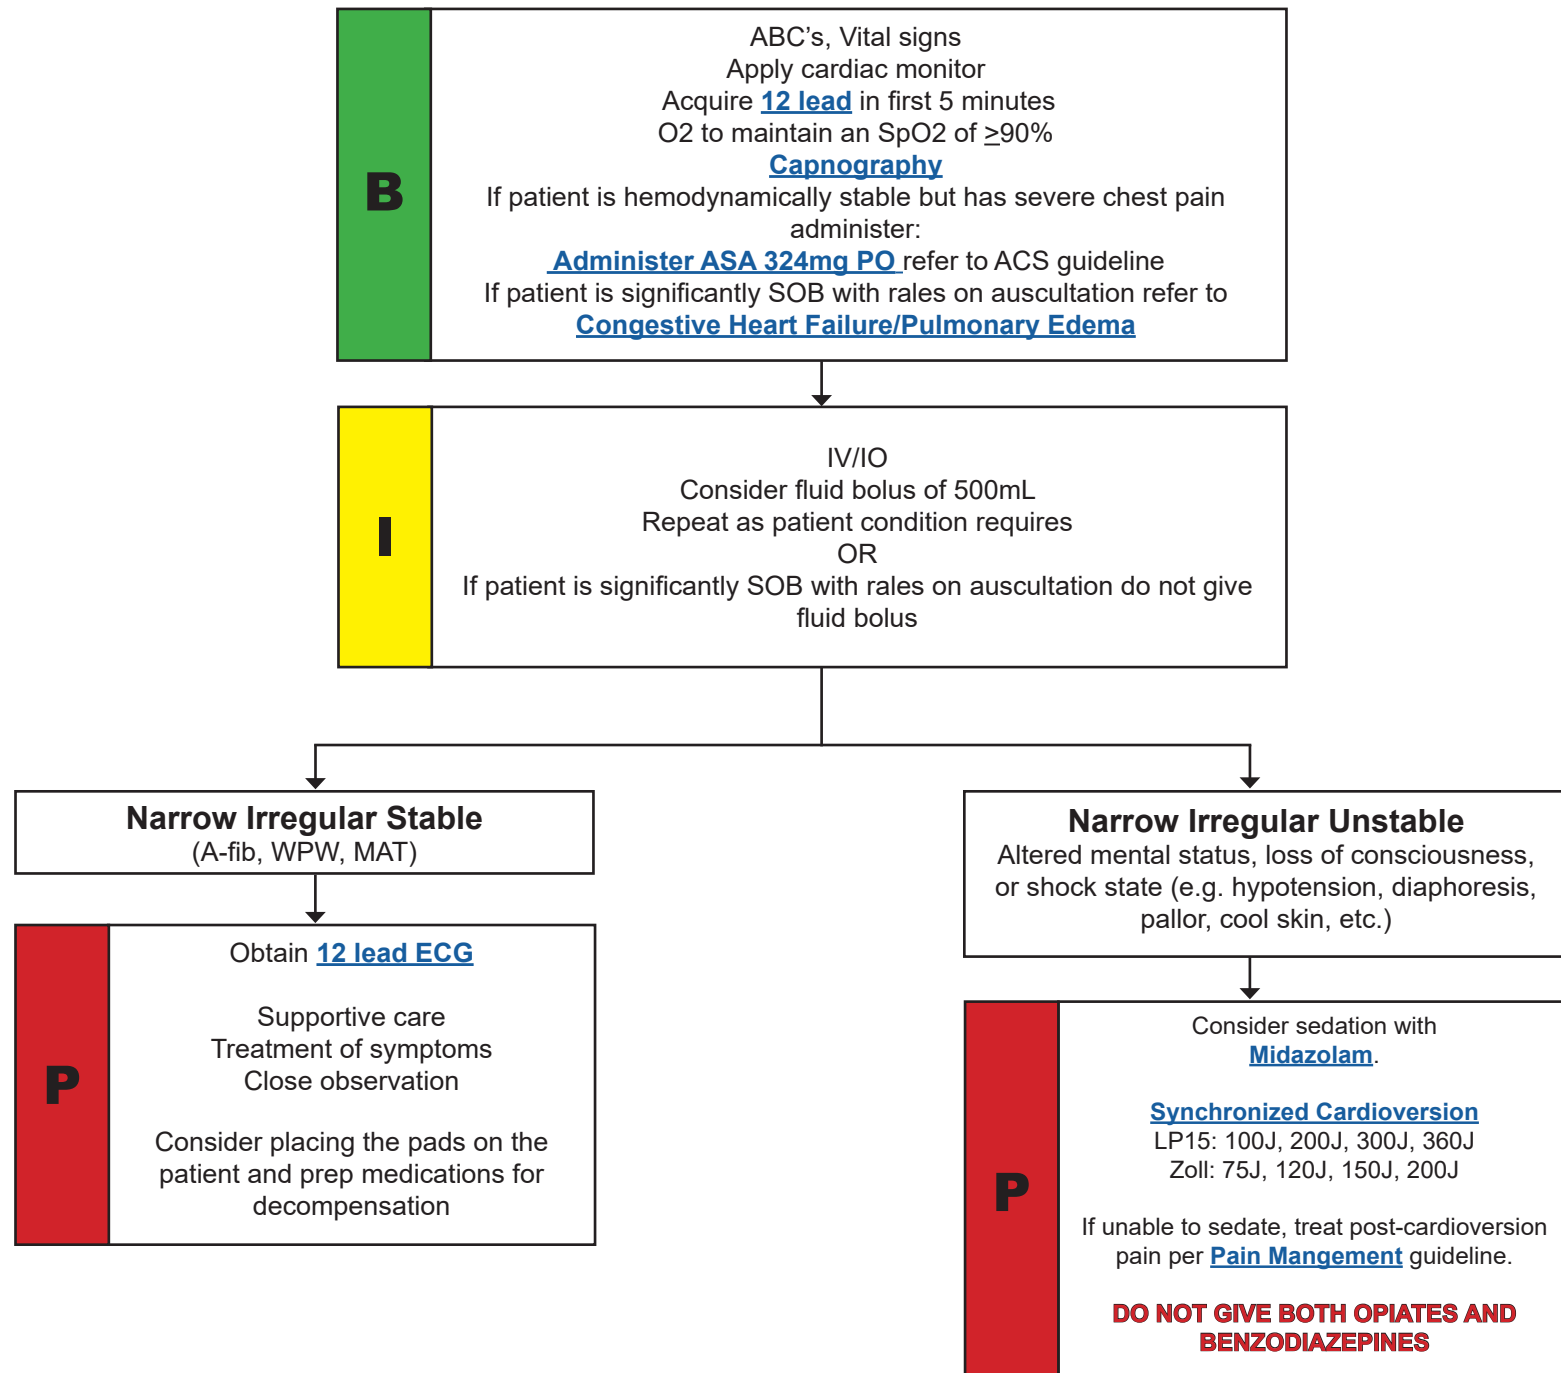 B
ABC’s, Vital signs
Apply cardiac monitor
Acquire 12 lead in first 5 minutes
O2 to maintain an SpO2 of ≥90%
Capnography
If patient is hemodynamically stable but has severe chest pain
administer:
Administer ASA 324mg PO refer to ACS guideline
If patient is significantly SOB with rales on auscultation refer to
Congestive Heart Failure/Pulmonary Edema
I
IV/IO
Consider fluid bolus of 500mL
Repeat as patient condition requires
OR
If patient is significantly SOB with rales on auscultation do not give
fluid bolus
Narrow Irregular Stable
(A-fib, WPW, MAT)
P
Obtain 12 lead ECG
Supportive care
Treatment of symptoms
Close observation
Consider placing the pads on the
patient and prep medications for
decompensation
Narrow Irregular Unstable
Altered mental status, loss of consciousness,
or shock state (e.g. hypotension, diaphoresis,
pallor, cool skin, etc.)
P
Consider sedation with
Midazolam.
Synchronized Cardioversion
LP15: 100J, 200J, 300J, 360J
Zoll: 75J, 120J, 150J, 200J
If unable to sedate, treat post-cardioversion
pain per Pain Mangement guideline.
DO NOT GIVE BOTH OPIATES AND
BENZODIAZEPINES